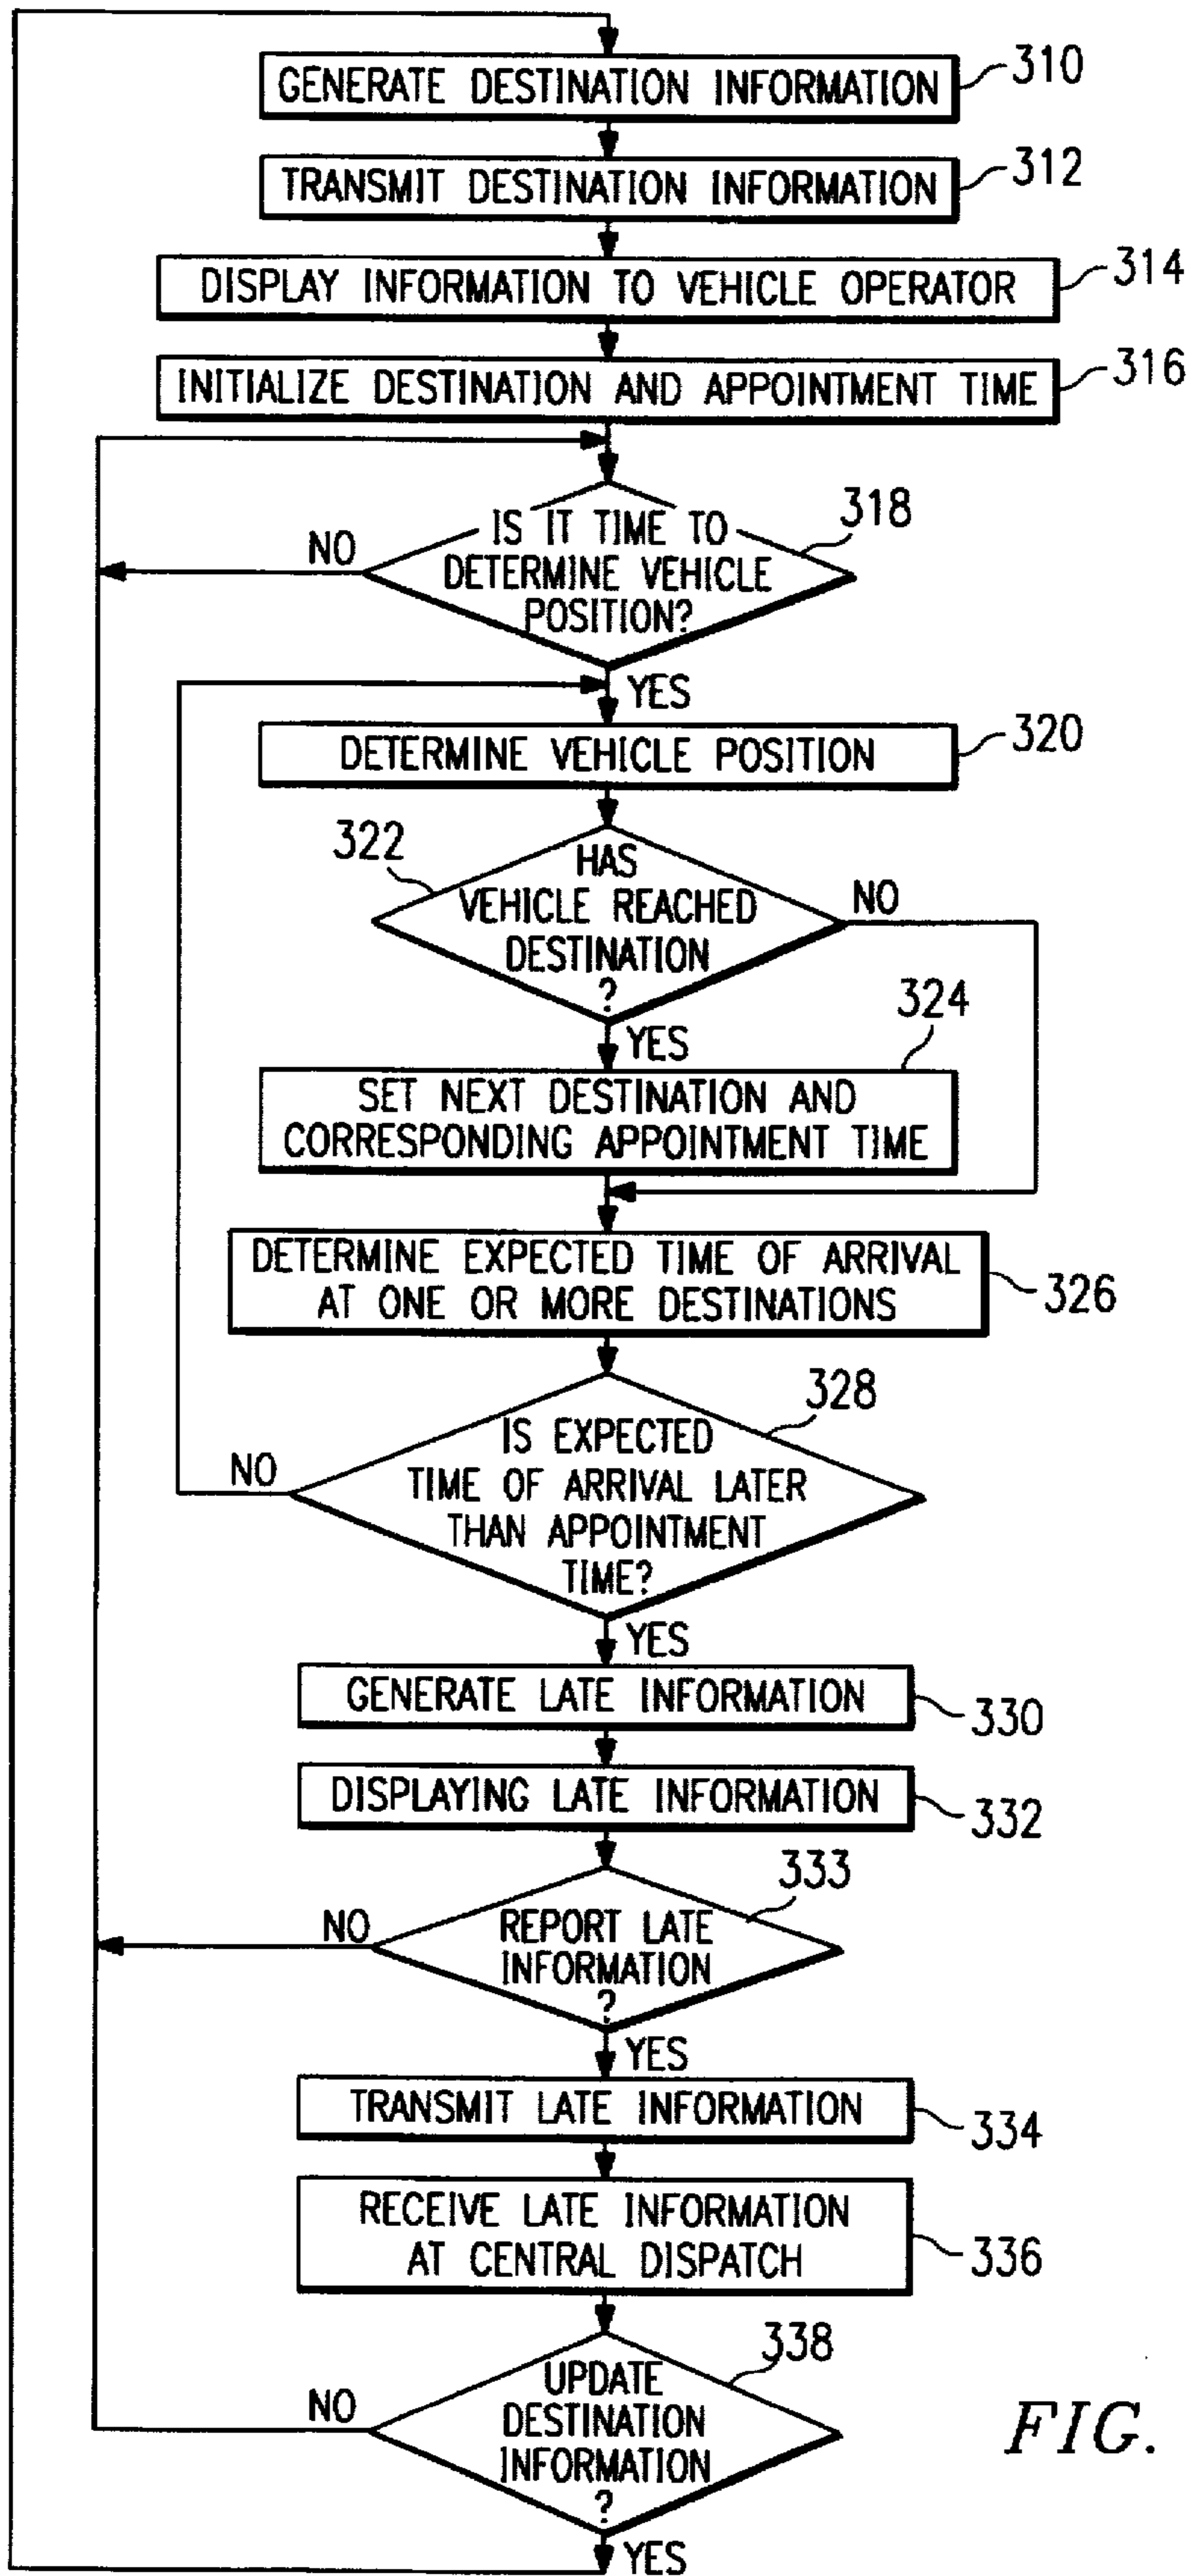 GENERATE DESTINATION INFORMATION
310
TRANSMIT DESTINATION INFORMATION
312
DISPLAY INFORMATION TO VEHICLE OPERATOR
314
INITIALIZE DESTINATION AND APPOINTMENT TIME
316
IS IT TIME TO
DETERMINE VEHICLE
POSITION?
318
NO
YES
DETERMINE VEHICLE POSITION
320
322
HAS
VEHICLE REACHED
DESTINATION
?
NO
YES
324
SET NEXT DESTINATION AND
CORRESPONDING APPOINTMENT TIME
DETERMINE EXPECTED TIME OF ARRIVAL
AT ONE OR MORE DESTINATIONS
326
328
IS EXPECTED
TIME OF ARRIVAL LATER
THAN APPOINTMENT
TIME?
NO
YES
GENERATE LATE INFORMATION
330
DISPLAYING LATE INFORMATION
332
333
REPORT LATE
INFORMATION
?
NO
YES
TRANSMIT LATE INFORMATION
334
RECEIVE LATE INFORMATION
AT CENTRAL DISPATCH
336
338
UPDATE
DESTINATION
INFORMATION
?
NO
YES
FIG.